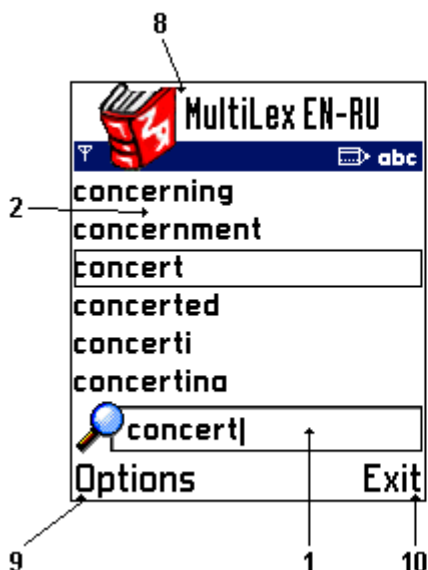 8
MultiLex EN-RU
abc
concerning
2
concernment
concert
concerted
concerti
concertina
concert
Options Exit
9 1 10